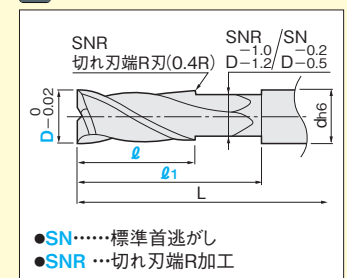 SNR
切れ刃端R刃(0.4R)
SNR/SN
D−1.0−1.2/D−0.2−0.5
D 0 −0.02
dh6
ℓ
ℓ1
L
●SN……標準首逃がし
●SNR…切れ刃端R加工